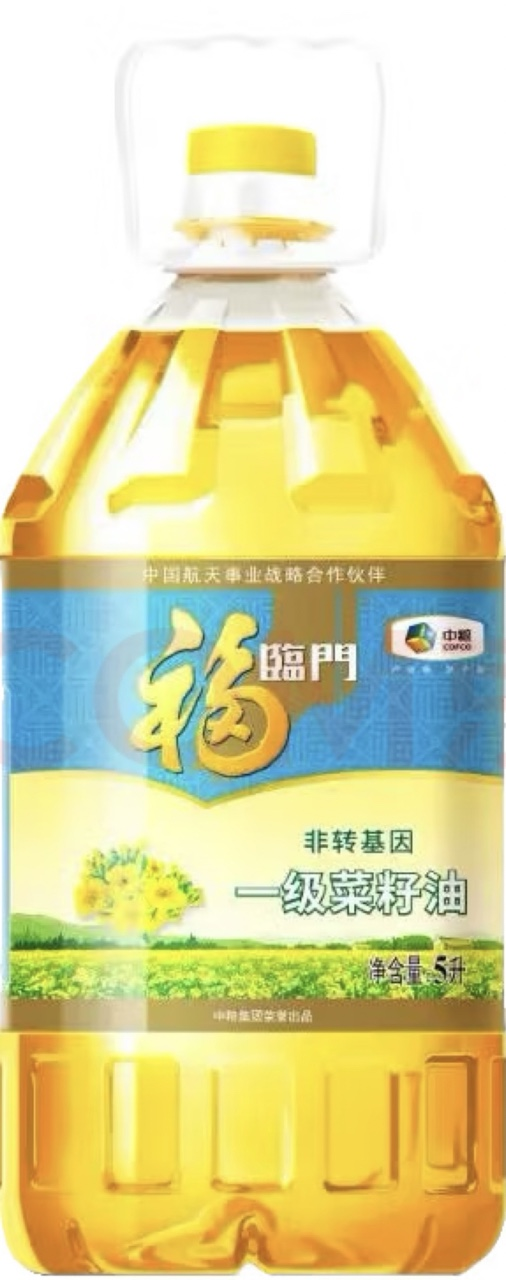 中国航天事业战略合作伙伴
福臨門
中粮
COFCO
非转基因
一级菜籽油
净含量:5升
中粮集团荣誉出品